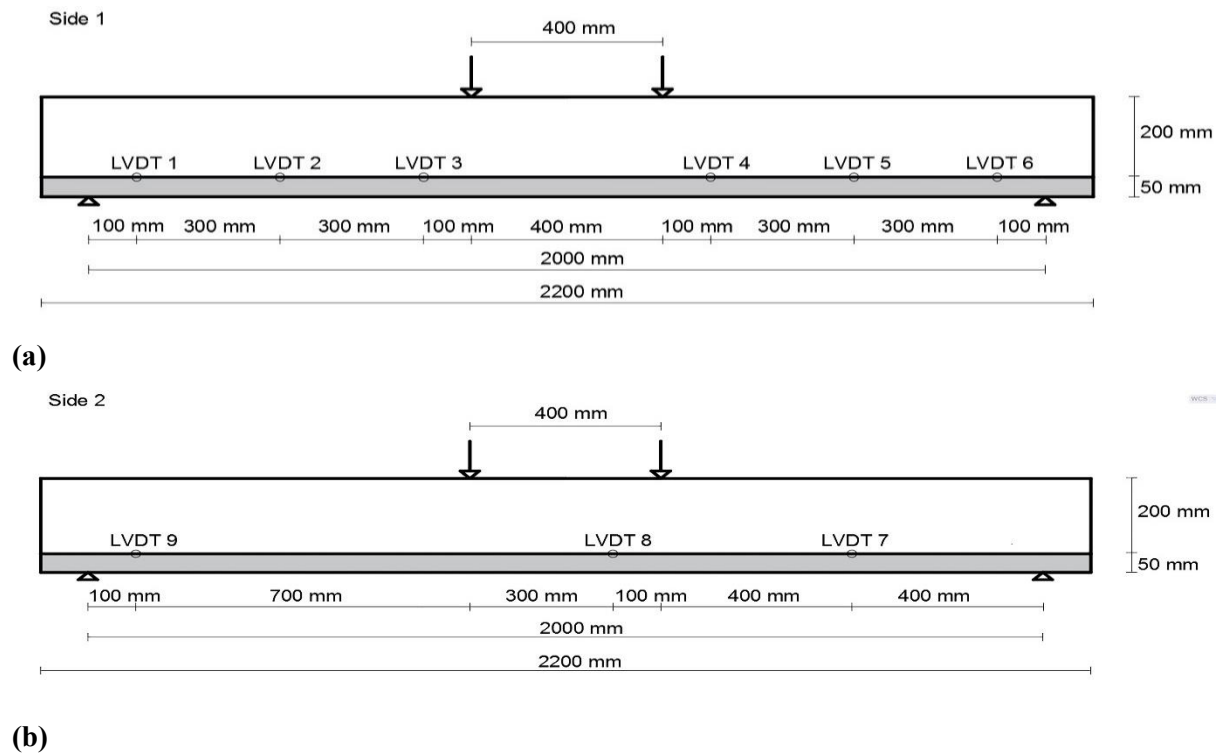 Side 1
400 mm
200 mm
LVDT 1 LVDT 2 LVDT 3 LVDT 4 LVDT 5 LVDT 6
50 mm
100 mm 300 mm 300 mm 100 mm 400 mm 100 mm 300 mm 300 mm 100 mm
2000 mm
2200 mm
(a)
Side 2
WCS
400 mm
200 mm
LVDT 9 LVDT 8 LVDT 7
50 mm
100 mm 700 mm 300 mm 100 mm 400 mm 400 mm
2000 mm
2200 mm
(b)